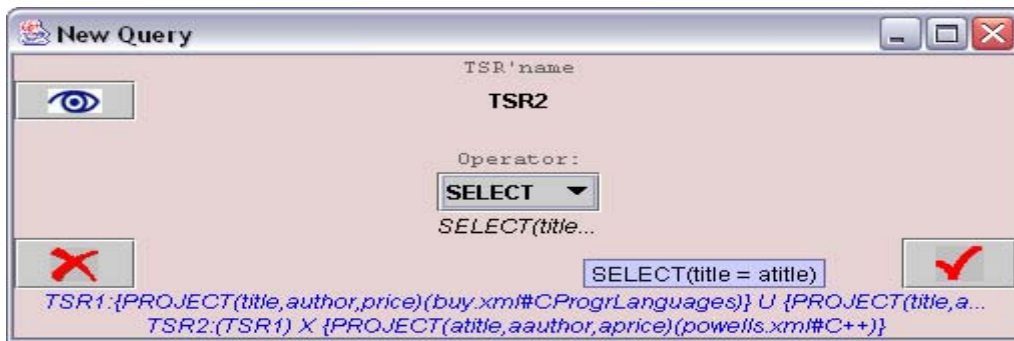 New Query
TSR'name
TSR2
Operator:
SELECT
SELECT(title...
SELECT(title = atitle)
TSR1:{PROJECT(title,author,price)(buy.xml#CProgrLanguages)} U {PROJECT(title,a...
TSR2:(TSR1) X {PROJECT(atitle,aauthor,aprice)(powells.xml#C++)}